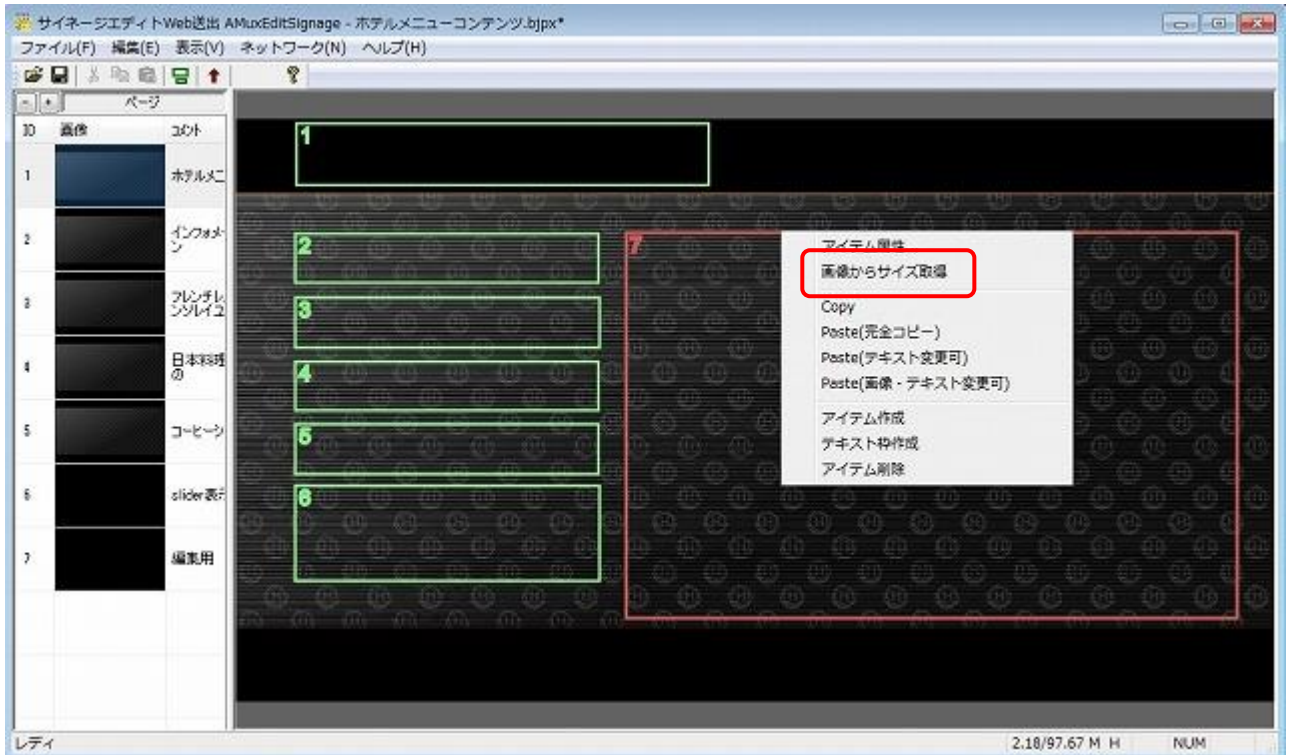 サイネージエディトWeb送出 AMuxEditSignage - ホテルメニューコンテンツ.bjpx*
ファイル(F) 編集(E) 表示(V) ネットワーク(N) ヘルプ(H)
- + ページ
ID 画像 コメント
1 ホテルメニ
2 インフォメー
ン
3 フレンチレ
ンソレイユ
4 日本料理
の
5 コーヒーシ
6 slider表示
7 編集用
1
2
3
4
5
6
7
アイテム属性
画像からサイズ取得
Copy
Paste(完全コピー)
Paste(テキスト変更可)
Paste(画像・テキスト変更可)
アイテム作成
テキスト枠作成
アイテム削除
レディ 2.18/97.67 M H NUM